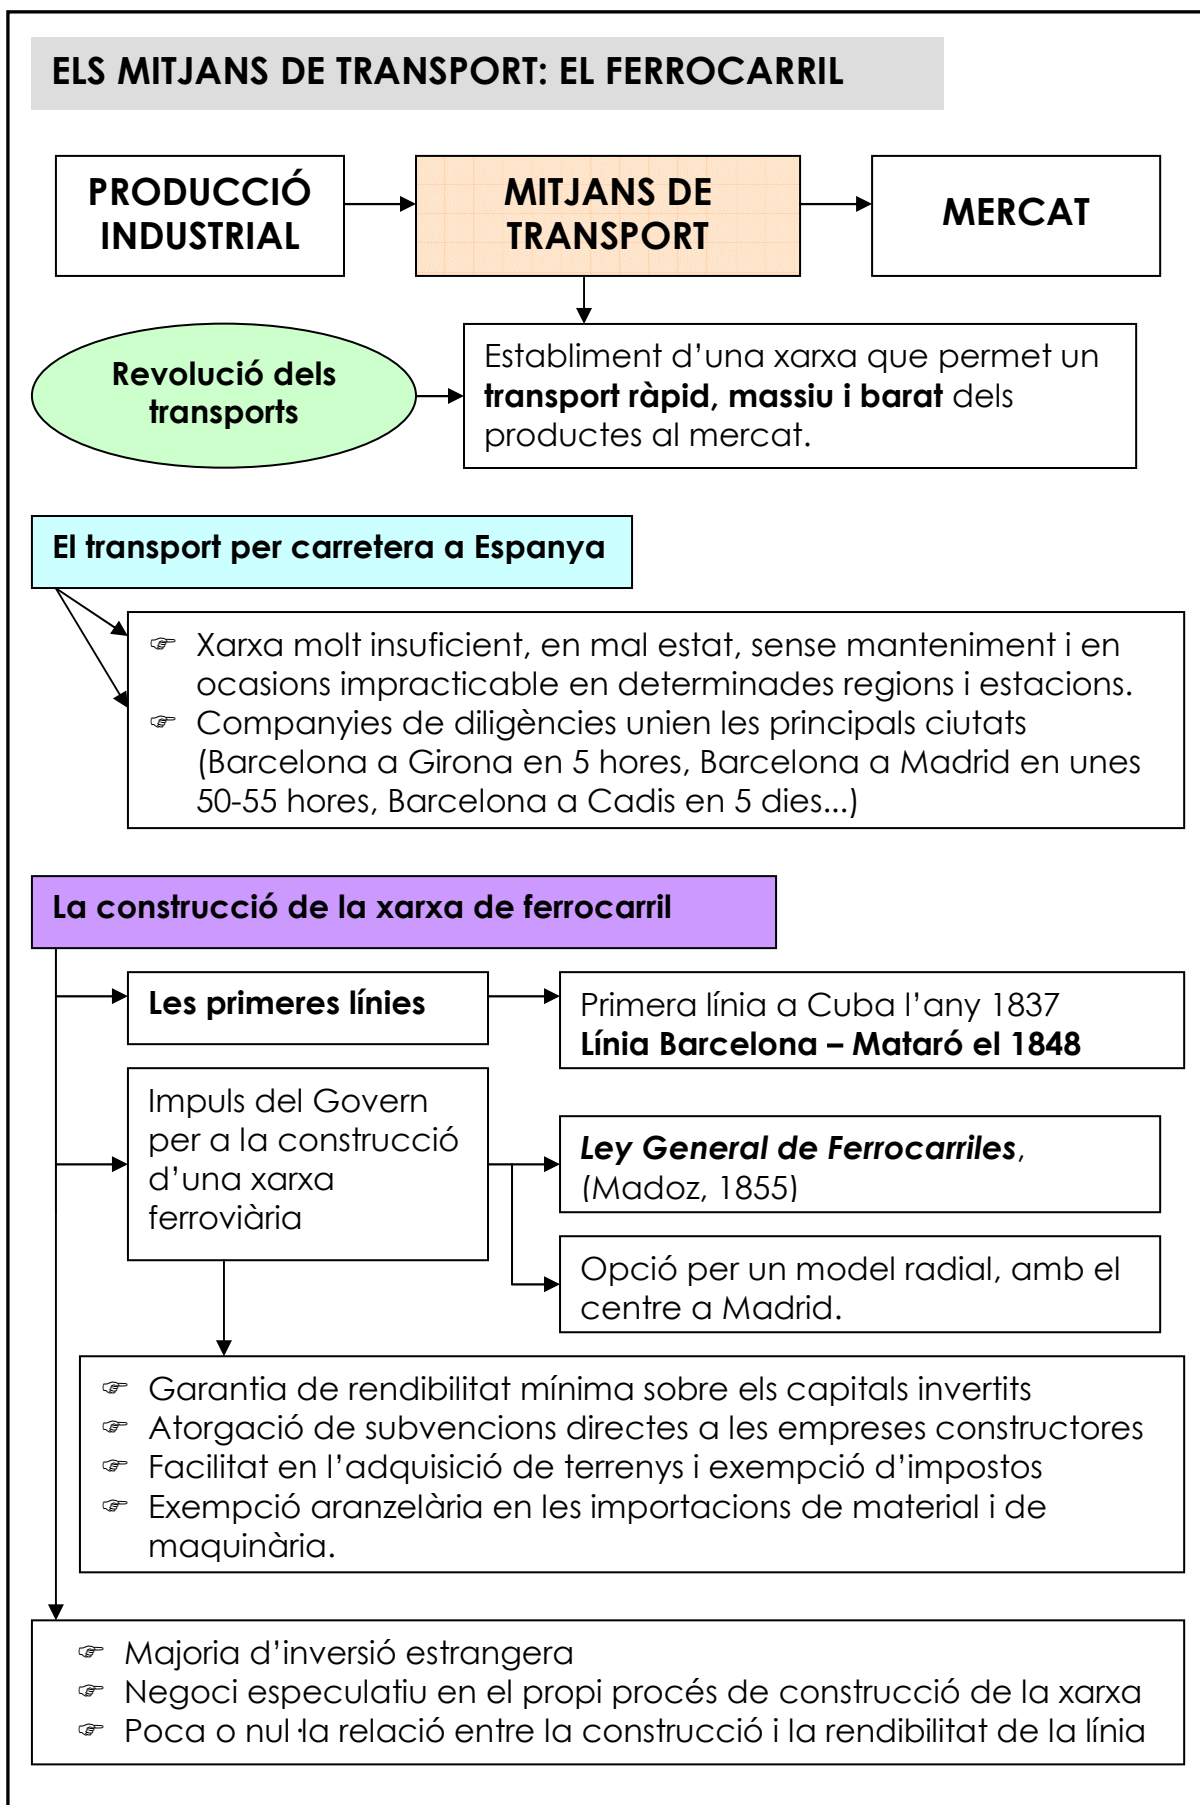 ELS MITJANS DE TRANSPORT: EL FERROCARRIL
PRODUCCIÓ
INDUSTRIAL
MITJANS DE
TRANSPORT
MERCAT
Revolució dels
transports
Establiment d’una xarxa que permet un
transport ràpid, massiu i barat dels
productes al mercat.
El transport per carretera a Espanya
☞ Xarxa molt insuficient, en mal estat, sense manteniment i en
ocasions impracticable en determinades regions i estacions.
☞ Companyies de diligències unien les principals ciutats
(Barcelona a Girona en 5 hores, Barcelona a Madrid en unes
50-55 hores, Barcelona a Cadis en 5 dies...)
La construcció de la xarxa de ferrocarril
Les primeres línies
Primera línia a Cuba l’any 1837
Línia Barcelona – Mataró el 1848
Impuls del Govern
per a la construcció
d’una xarxa
ferroviària
Ley General de Ferrocarriles,
(Madoz, 1855)
Opció per un model radial, amb el
centre a Madrid.
☞ Garantia de rendibilitat mínima sobre els capitals invertits
☞ Atorgació de subvencions directes a les empreses constructores
☞ Facilitat en l’adquisició de terrenys i exempció d’impostos
☞ Exempció aranzelària en les importacions de material i de
maquinària.
☞ Majoria d’inversió estrangera
☞ Negoci especulatiu en el propi procés de construcció de la xarxa
☞ Poca o nul·la relació entre la construcció i la rendibilitat de la línia